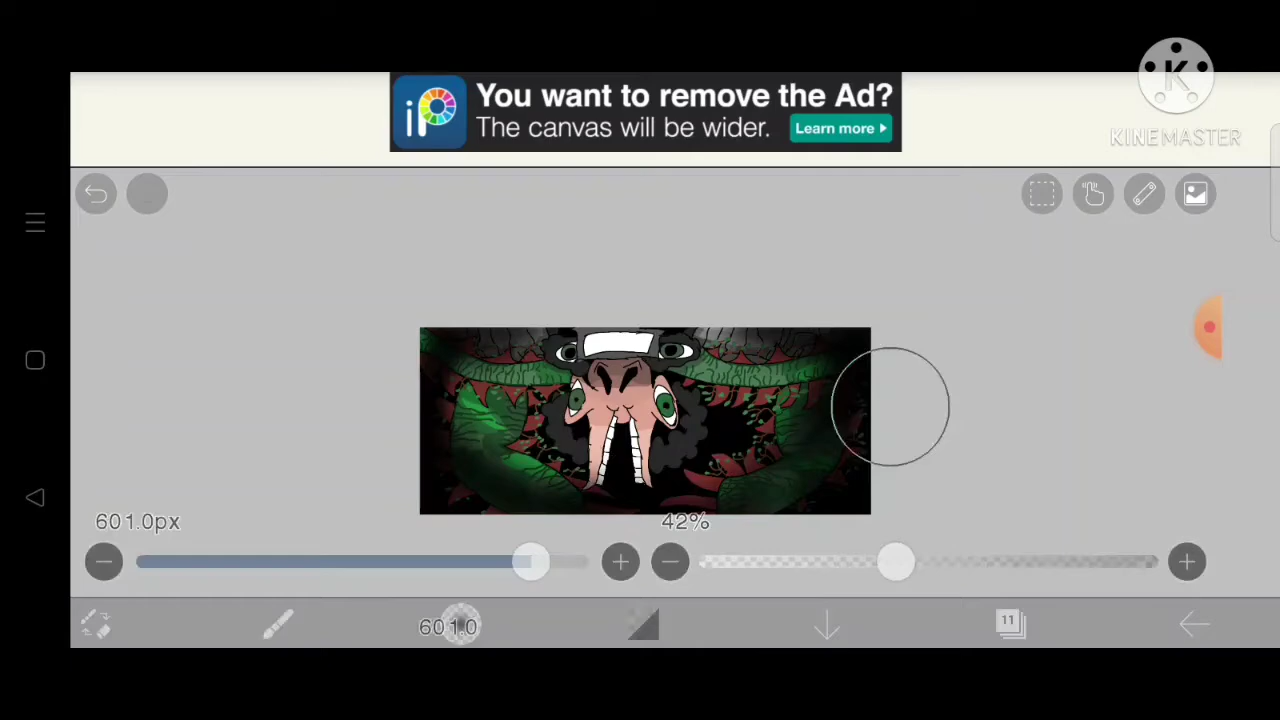 You want to remove the Ad?
iP
The canvas will be wider.
Learn more
K
KINEMASTER
601.0px
42%
601.0
11